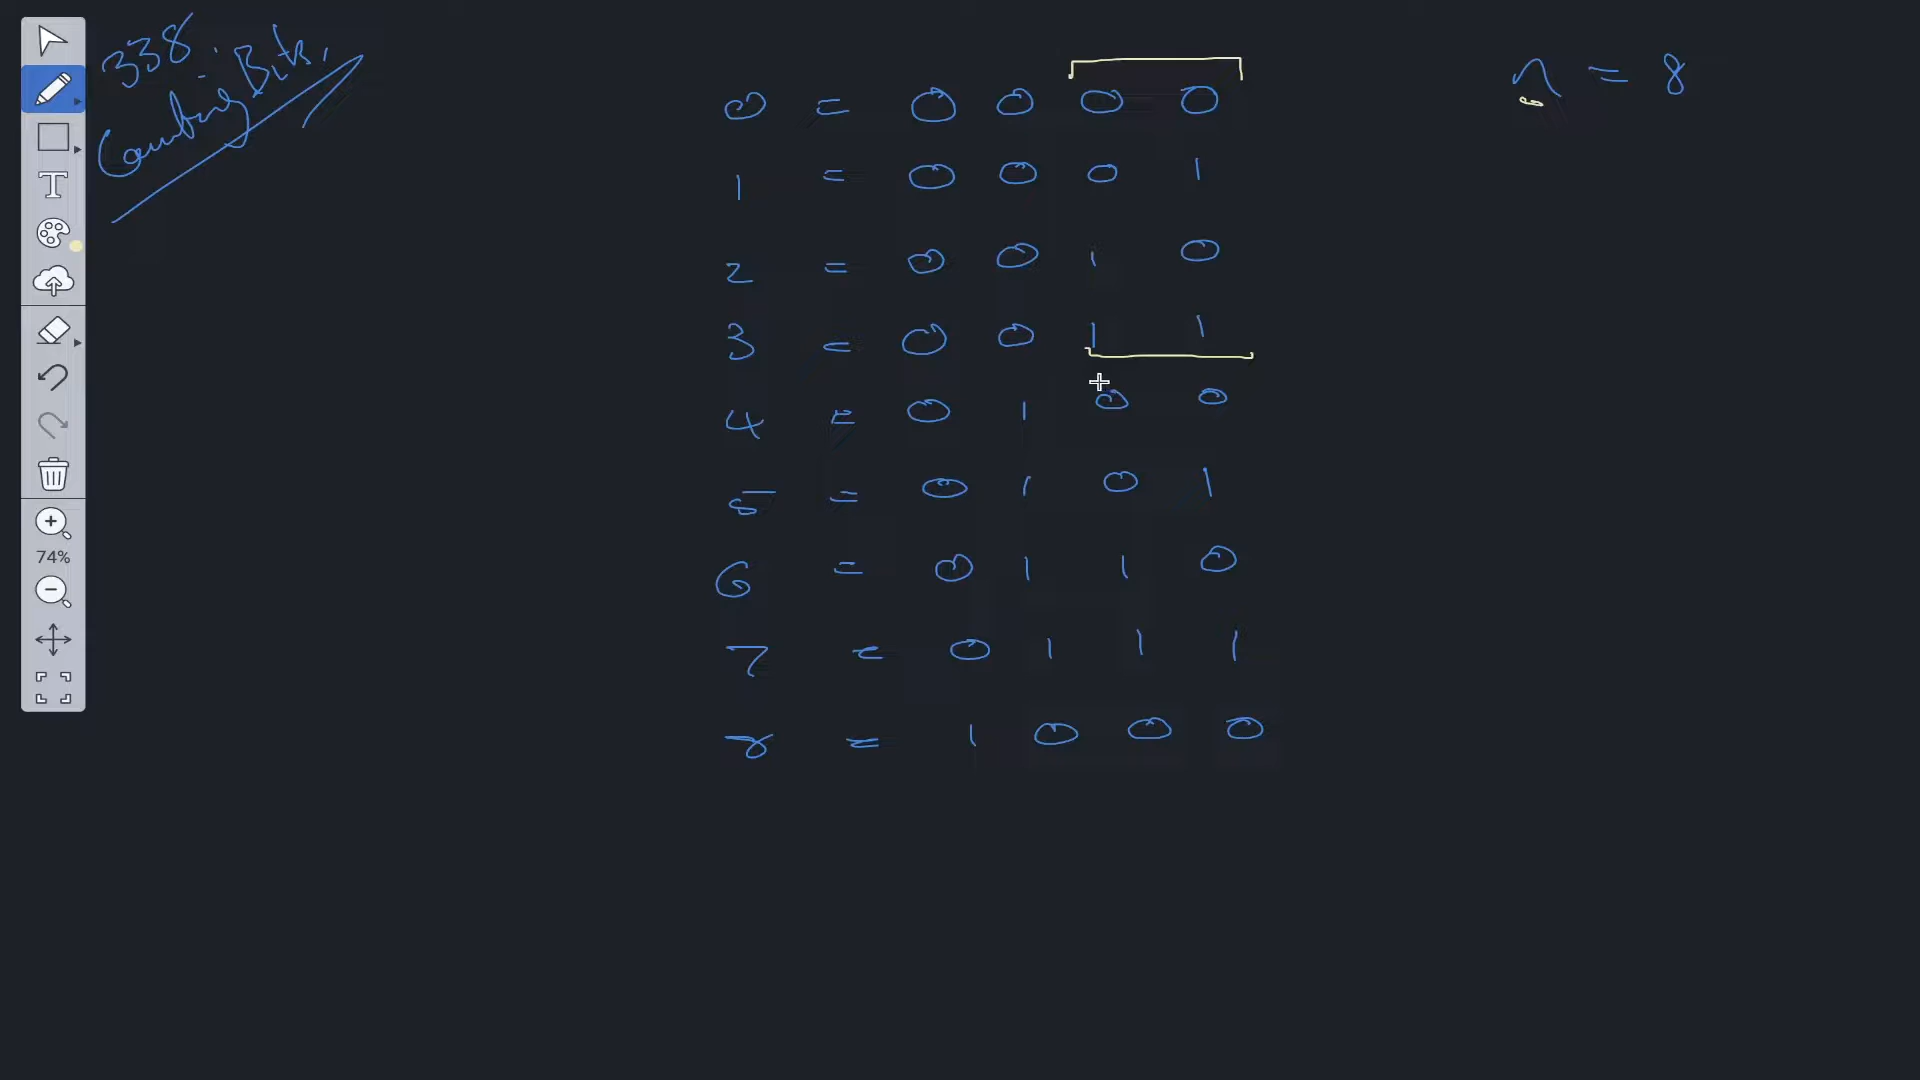 338.
Counting Bits.
n = 8
0 = 0 0 0 0
1 = 0 0 0 1
2 = 0 0 1 0
3 = 0 0 1 1
4 = 0 1 0 0
5 = 0 1 0 1
6 = 0 1 1 0
7 = 0 1 1 1
8 = 1 0 0 0
T
74%